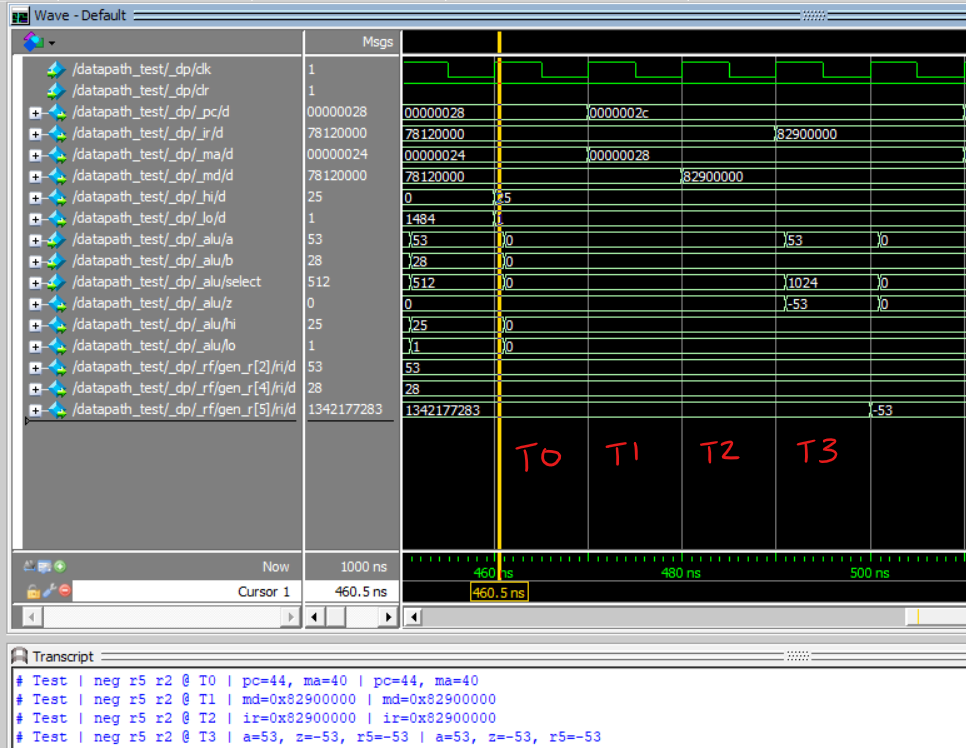 Wave - Default
Msgs
/datapath_test/_dp/clk 1
/datapath_test/_dp/clr 1
/datapath_test/_dp/_pc/d 00000028 00000028 0000002c
/datapath_test/_dp/_ir/d 78120000 78120000 82900000
/datapath_test/_dp/_ma/d 00000024 00000024 00000028
/datapath_test/_dp/_md/d 78120000 78120000 82900000
/datapath_test/_dp/_hi/d 25 0 25
/datapath_test/_dp/_lo/d 1 1484
/datapath_test/_dp/_alu/a 53 53 0 53 0
/datapath_test/_dp/_alu/b 28 28 0
/datapath_test/_dp/_alu/select 512 512 0 1024 0
/datapath_test/_dp/_alu/z 0 0 -53 0
/datapath_test/_dp/_alu/hi 25 25 0
/datapath_test/_dp/_alu/lo 1 1 0
/datapath_test/_dp/_rf/gen_r[2]/ri/d 53 53
/datapath_test/_dp/_rf/gen_r[4]/ri/d 28 28
/datapath_test/_dp/_rf/gen_r[5]/ri/d 1342177283 1342177283 -53
T0 T1 T2 T3
Now 1000 ns 460 ns 480 ns 500 ns
Cursor 1 460.5 ns 460.5 ns
Transcript
# Test | neg r5 r2 @ T0 | pc=44, ma=40 | pc=44, ma=40
# Test | neg r5 r2 @ T1 | md=0x82900000 | md=0x82900000
# Test | neg r5 r2 @ T2 | ir=0x82900000 | ir=0x82900000
# Test | neg r5 r2 @ T3 | a=53, z=-53, r5=-53 | a=53, z=-53, r5=-53